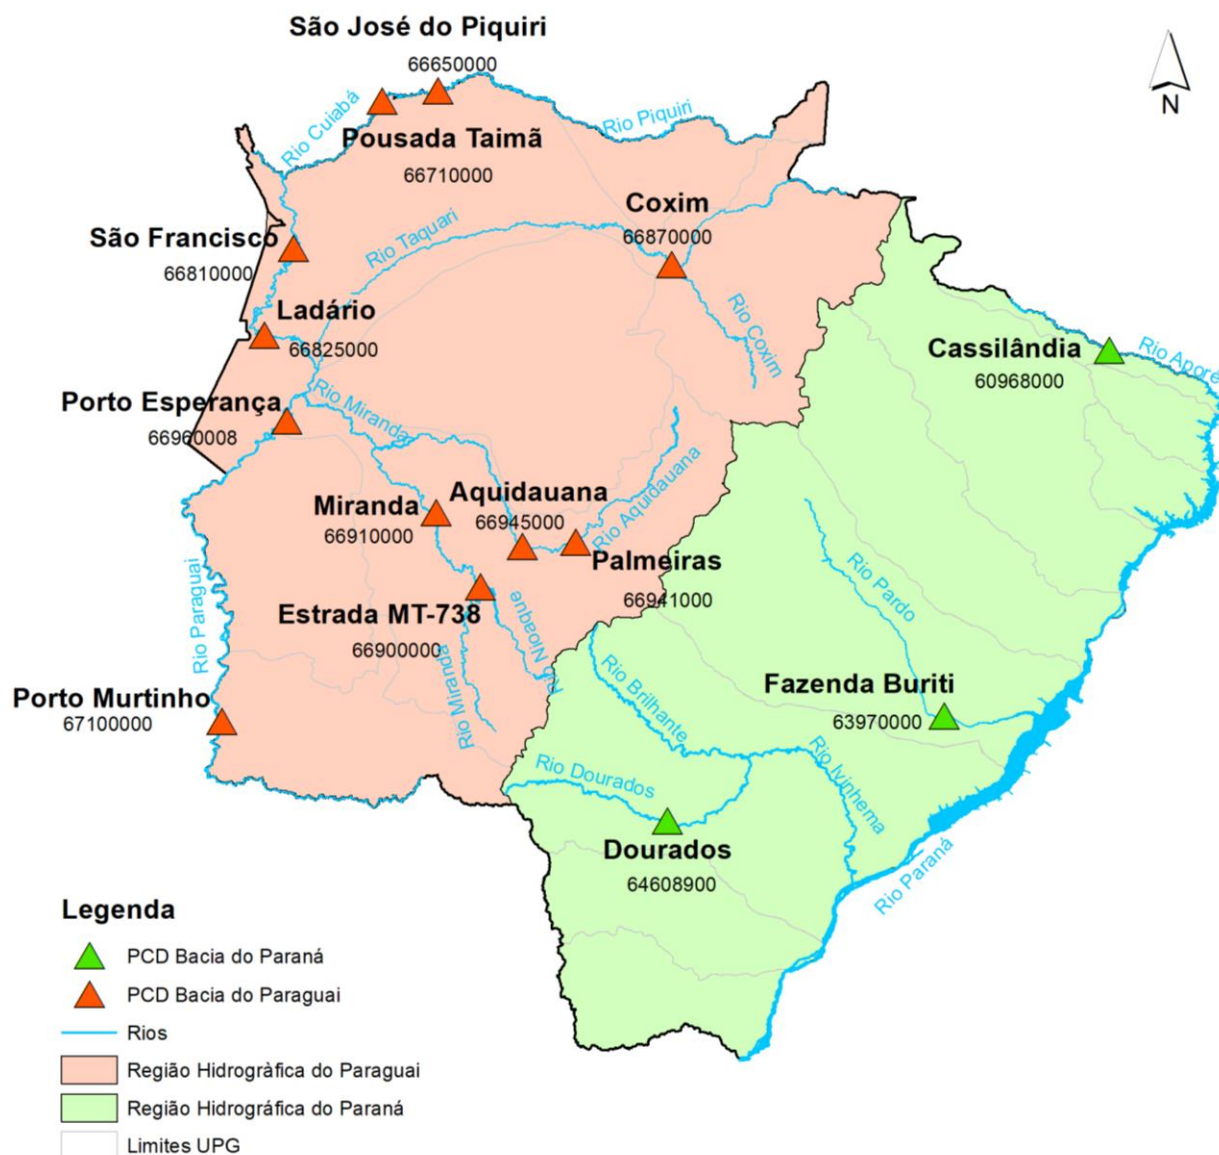 São José do Piquiri
66650000
N
Rio Cuiabá
Rio Piquiri
Pousada Taimã
66710000
Coxim
66870000
São Francisco
66810000
Rio Taquari
Rio Coxim
Ladário
66825000
Cassilândia
60968000
Rio Aporé
Porto Esperança
66960008
Rio Miranda
Miranda
66910000
Aquidauana
66945000
Rio Aquidauana
Palmeiras
66941000
Rio Pardo
Rio Paraguai
Estrada MT-738
66900000
Rio Nioaque
Rio Miranda
Rio Brilhante
Fazenda Buriti
63970000
Porto Murtinho
67100000
Rio Dourados
Rio Ivinhema
Dourados
64608900
Rio Paraná
Legenda
PCD Bacia do Paraná
PCD Bacia do Paraguai
Rios
Região Hidrogràfica do Paraguai
Região Hidrográfica do Paraná
Limites UPG